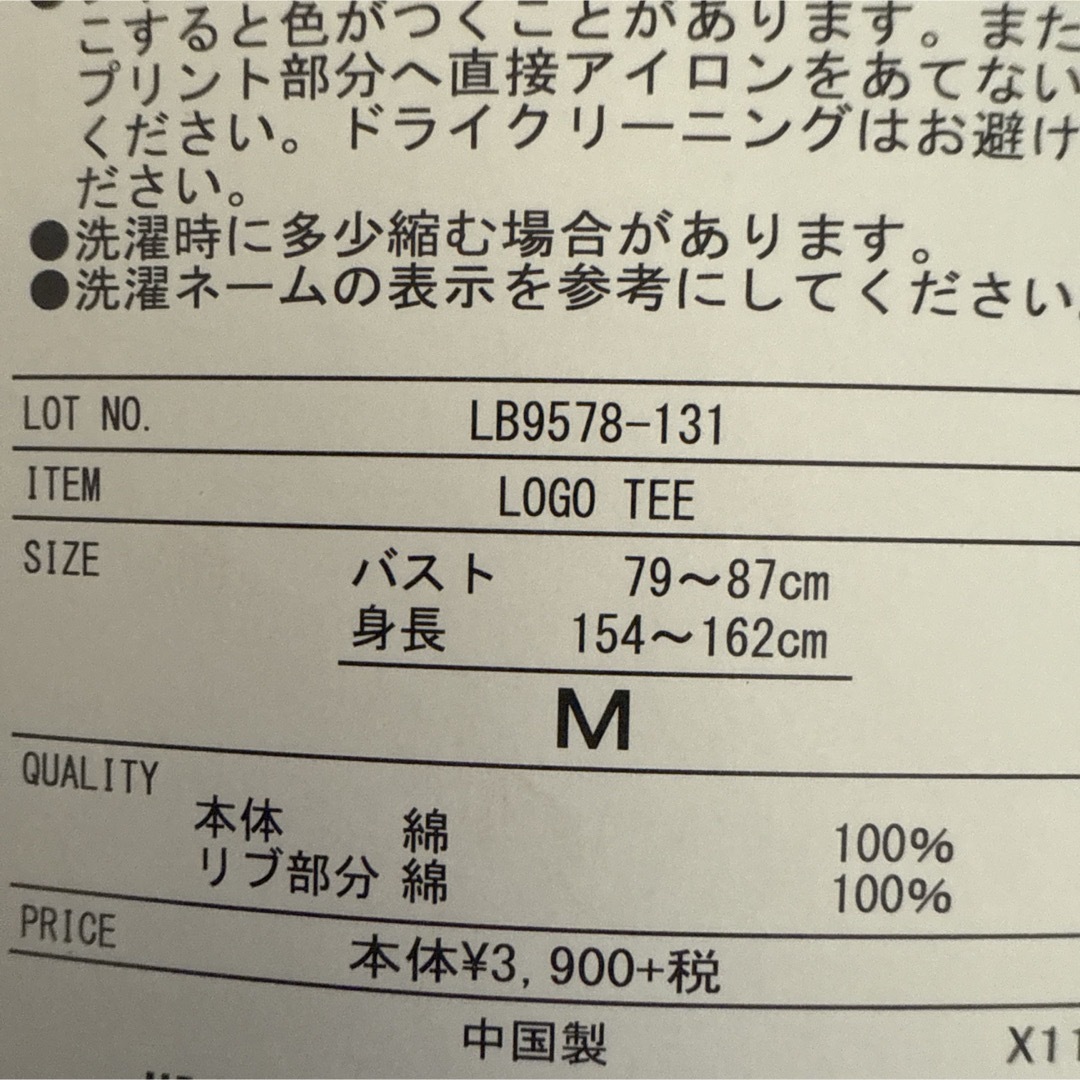 こすると色がつくことがあります。また
プリント部分へ直接アイロンをあてない
ください。ドライクリーニングはお避け
ださい。
●洗濯時に多少縮む場合があります。
●洗濯ネームの表示を参考にしてください
LOT NO. LB9578-131
ITEM LOGO TEE
SIZE バスト 79～87cm
身長 154～162cm
M
QUALITY
本体 綿 100%
リブ部分 綿 100%
PRICE 本体¥3,900+税
中国製 X11